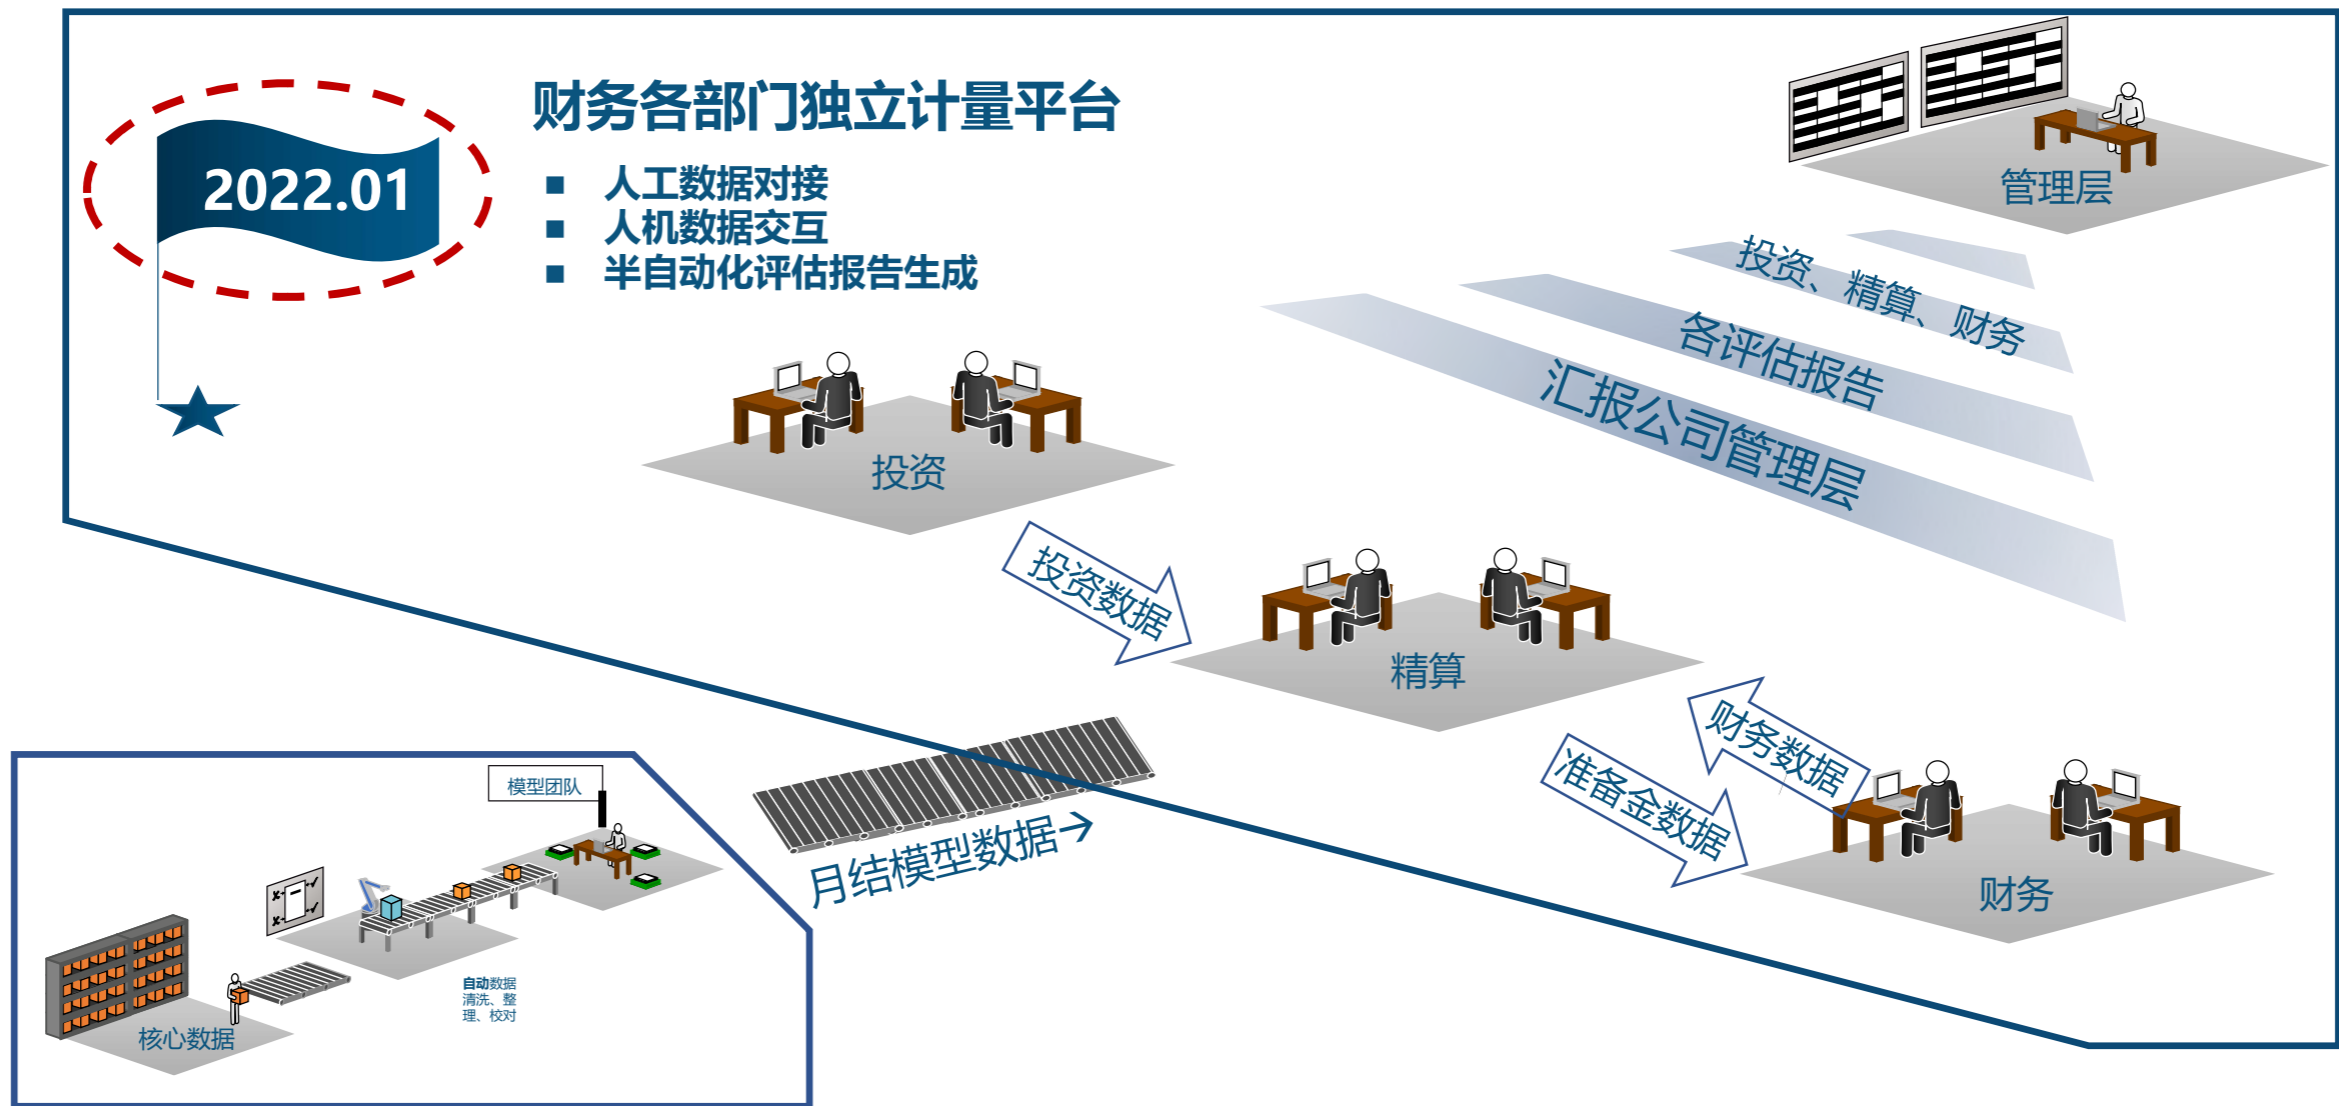 财务各部门独立计量平台
2022.01
■ 人工数据对接
■ 人机数据交互
■ 半自动化评估报告生成
管理层
投资、精算、财务
各评估报告
汇报公司管理层
投资
投资数据
精算
财务数据
准备金数据
财务
月结模型数据→
模型团队
自动数据
清洗、整
理、校对
核心数据